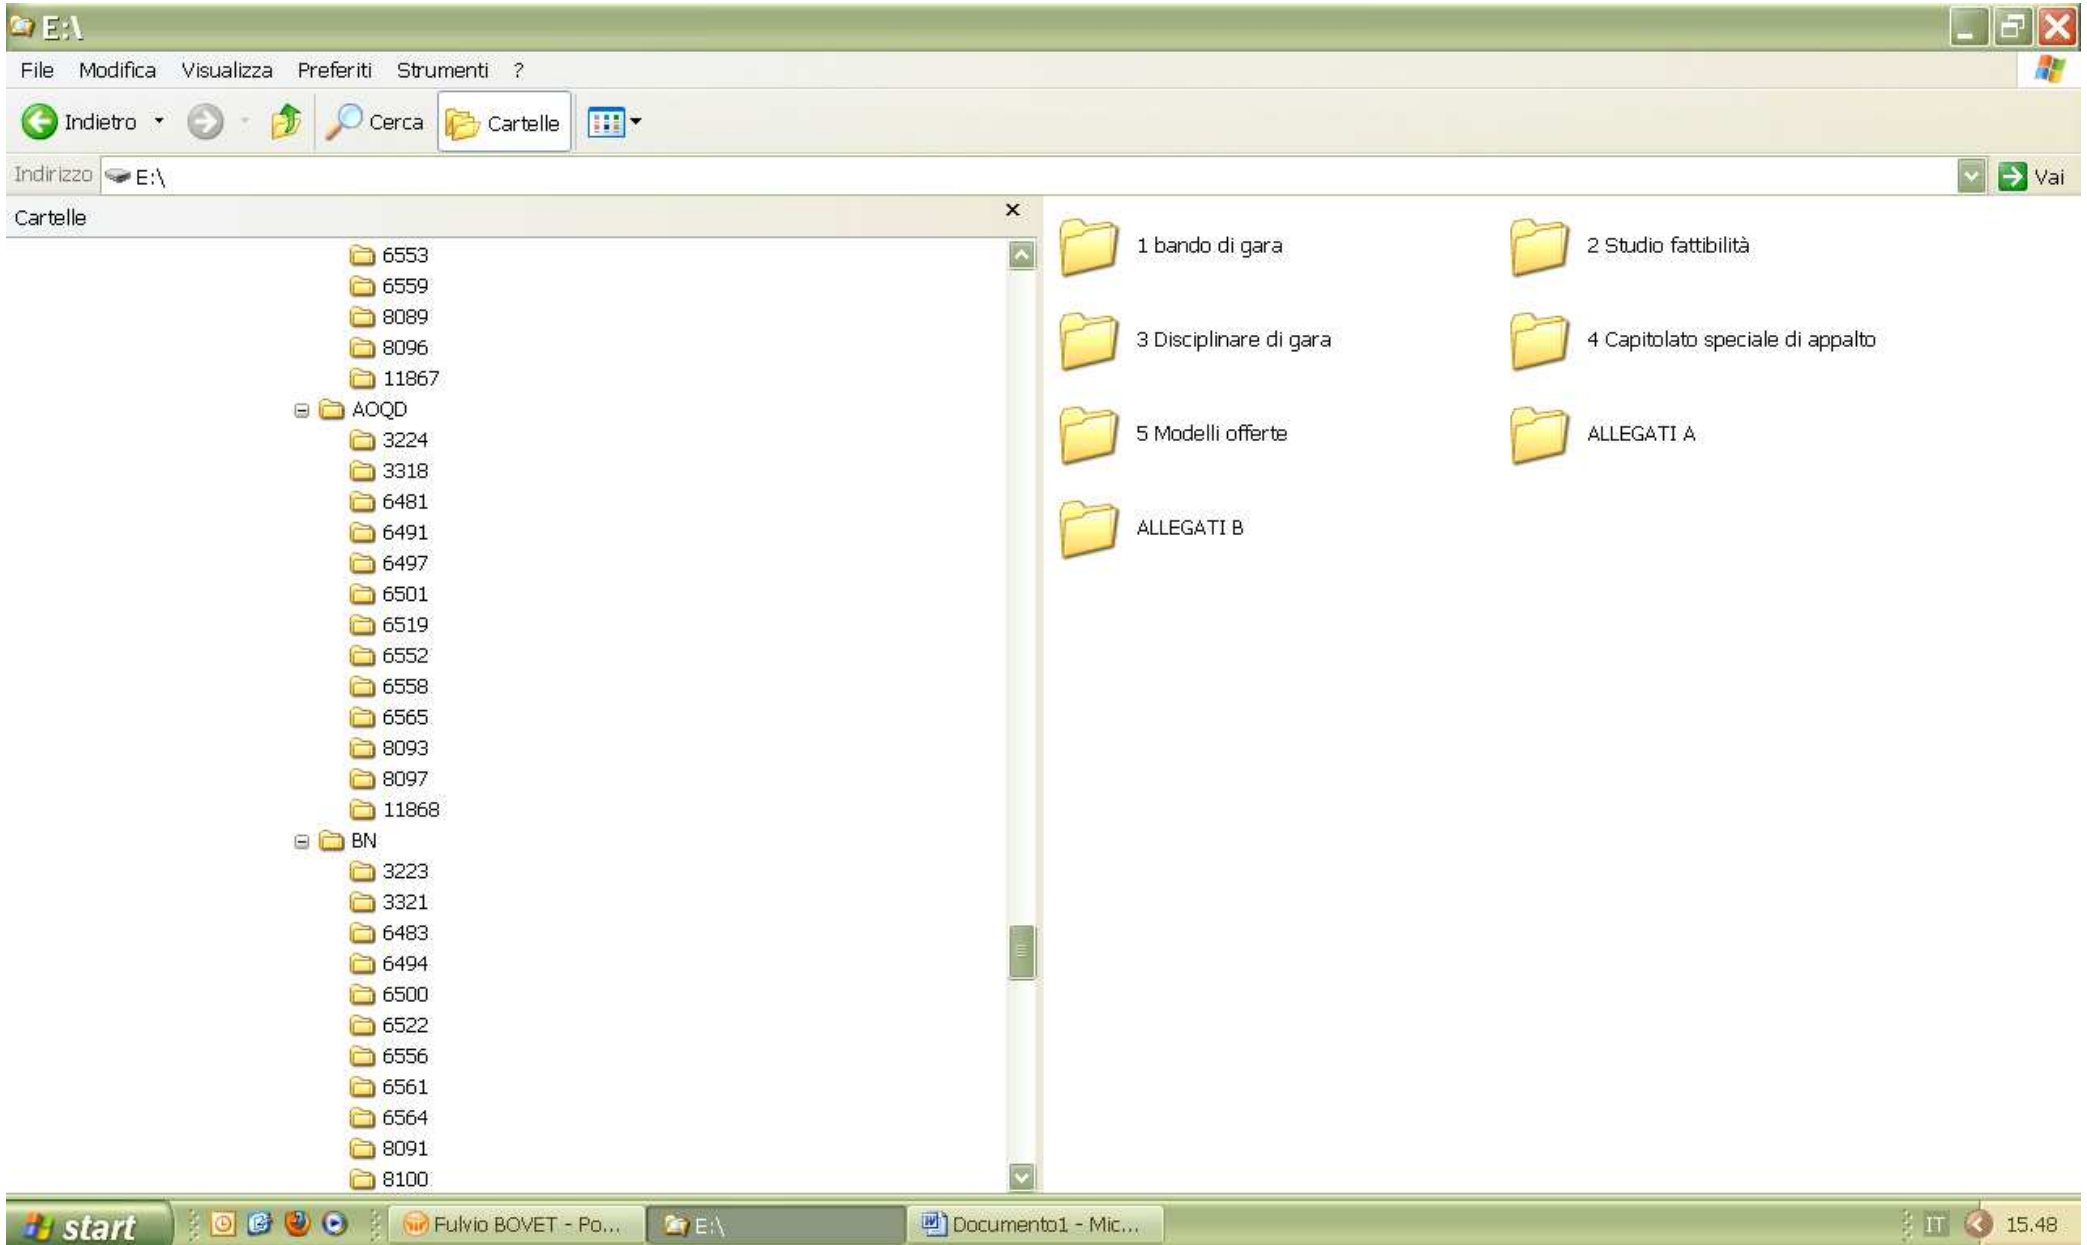 E:\
File Modifica Visualizza Preferiti Strumenti ?
Indietro Cerca Cartelle
Indirizzo E:\ Vai
Cartelle
6553
6559
8089
8096
11867
AOQD
3224
3318
6481
6491
6497
6501
6519
6552
6558
6565
8093
8097
11868
BN
3223
3321
6483
6494
6500
6522
6556
6561
6564
8091
8100
1 bando di gara
2 Studio fattibilità
3 Disciplinare di gara
4 Capitolato speciale di appalto
5 Modelli offerte
ALLEGATI A
ALLEGATI B
start Fulvio BOVET - Po... E:\ Documento1 - Mic... IT 15.48